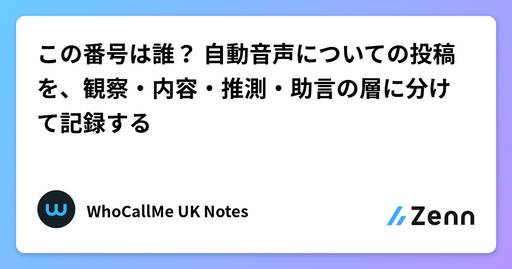 この番号は誰？ 自動音声についての投稿
を、観察・内容・推測・助言の層に分け
て記録する
WhoCallMe UK Notes
Zenn